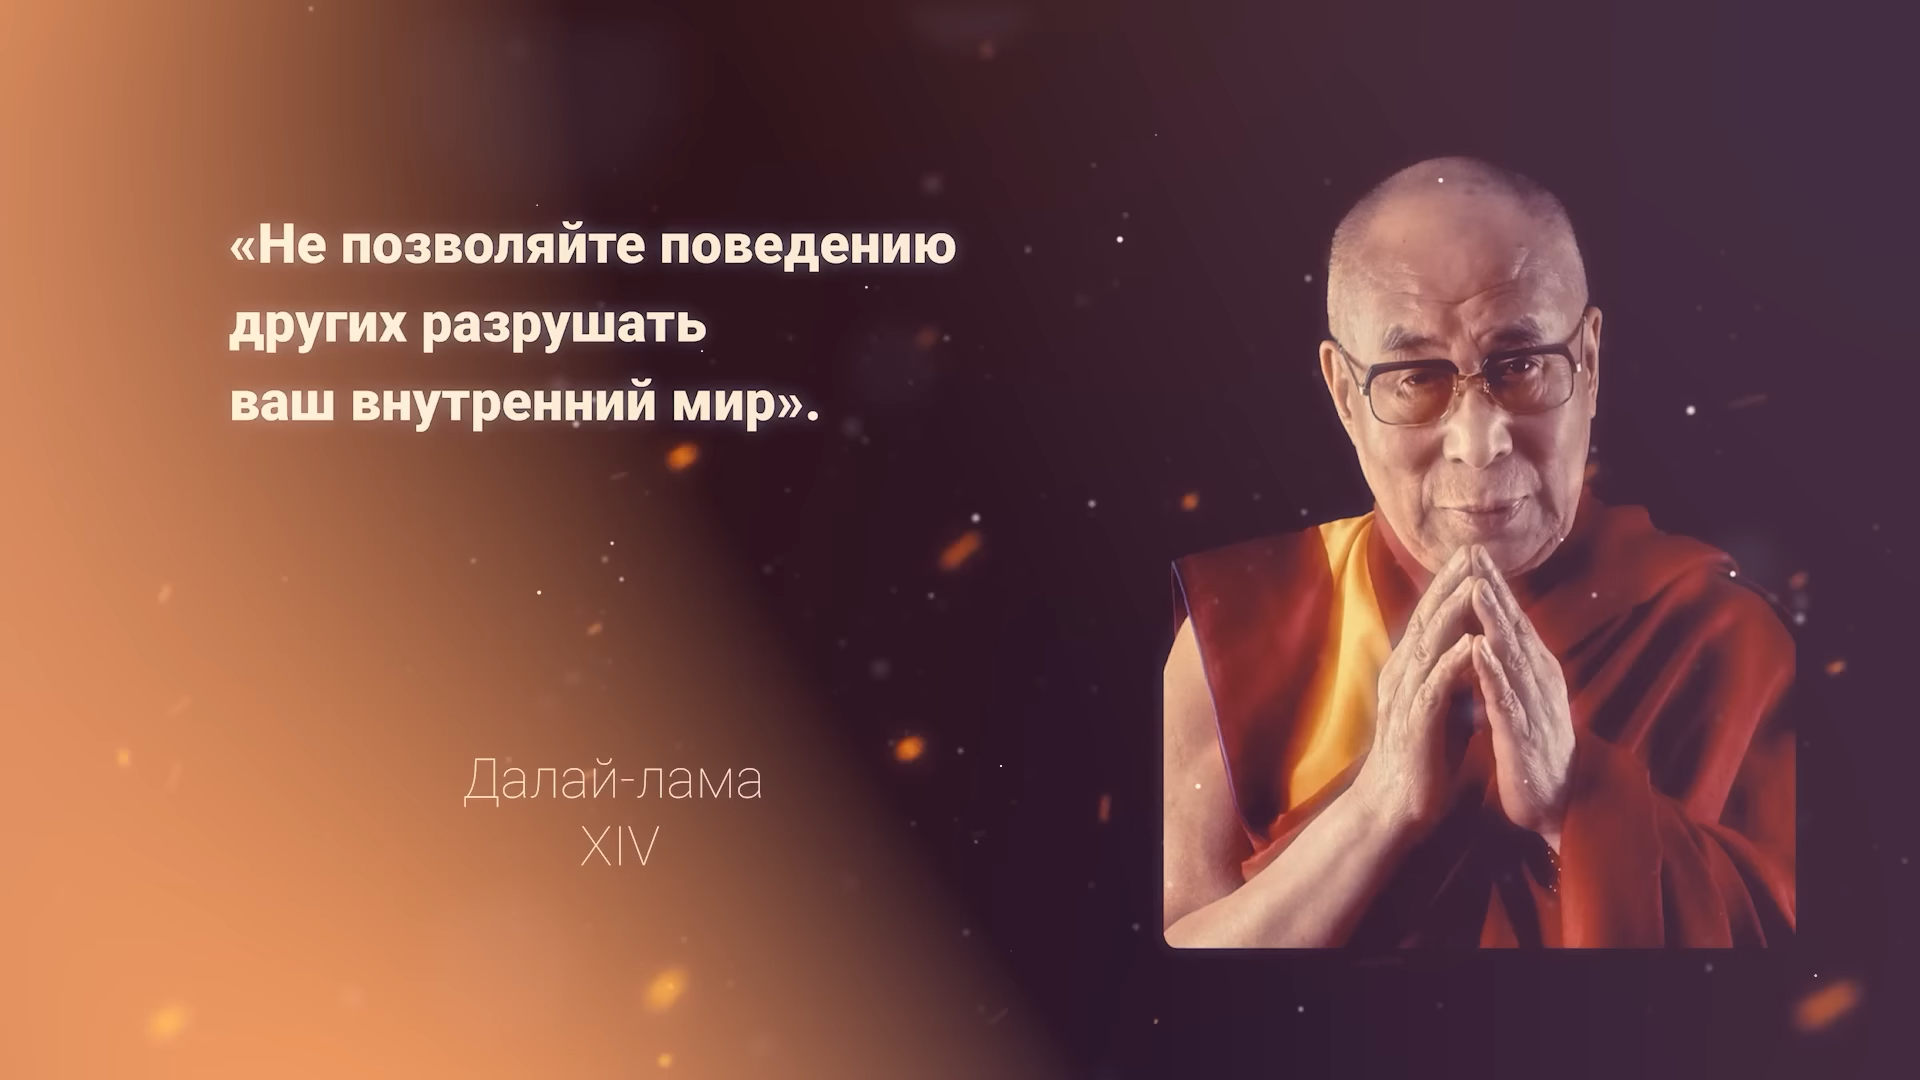 «Не позволяйте поведению
других разрушать
ваш внутренний мир».
Далай-лама
XIV